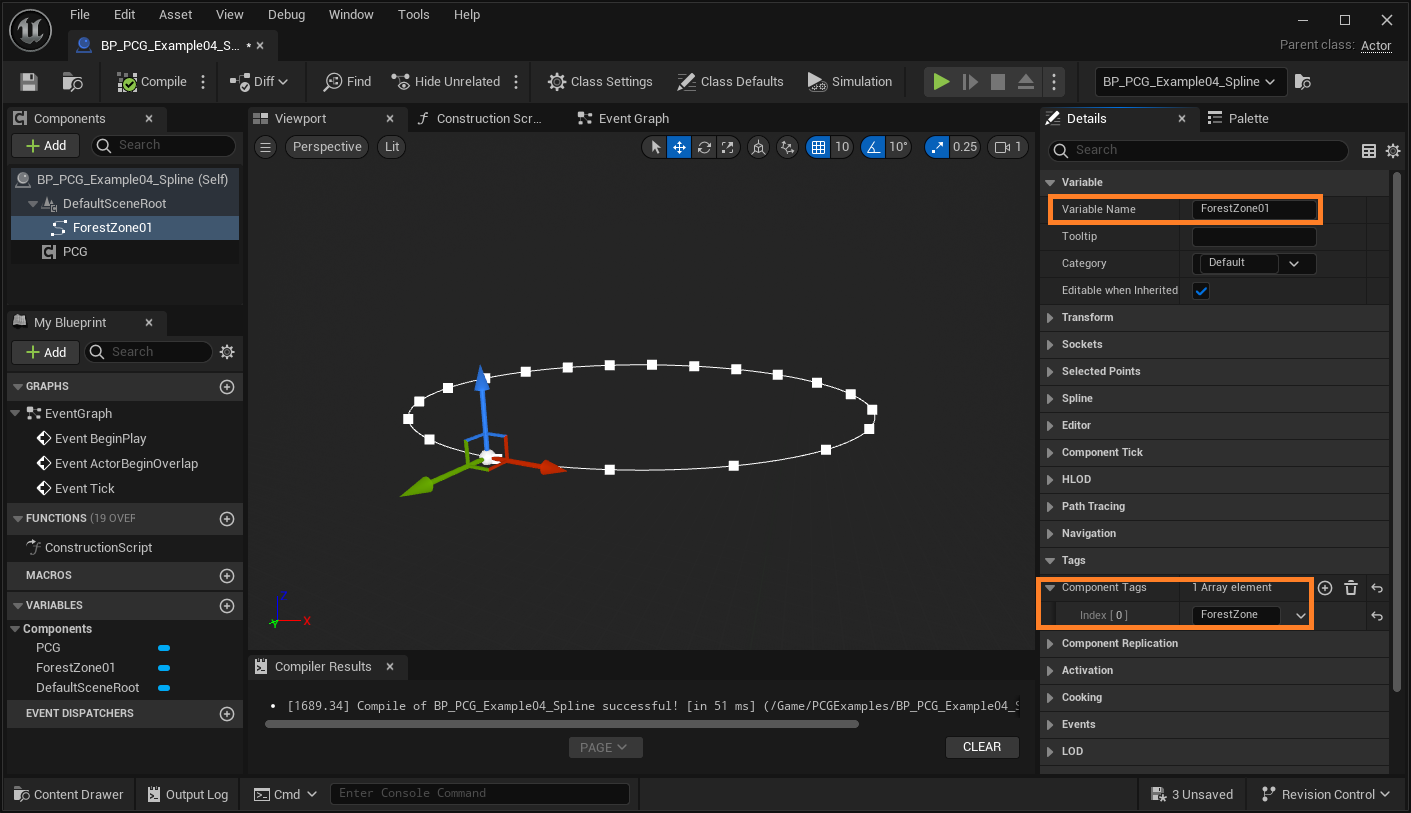 File Edit Asset View Debug Window Tools Help
BP_PCG_Example04_S... *
Parent class: Actor
Compile Diff Find Hide Unrelated Class Settings Class Defaults Simulation BP_PCG_Example04_Spline
Components
Add Search
BP_PCG_Example04_Spline (Self)
DefaultSceneRoot
ForestZone01
PCG
My Blueprint
Add Search
GRAPHS
EventGraph
Event BeginPlay
Event ActorBeginOverlap
Event Tick
FUNCTIONS (19 OVER
ConstructionScript
MACROS
VARIABLES
Components
PCG
ForestZone01
DefaultSceneRoot
EVENT DISPATCHERS
Viewport Construction Scr... Event Graph
Perspective Lit 10 10° 0.25 1
Z
X
Y
Compiler Results
• [1689.34] Compile of BP_PCG_Example04_Spline successful! [in 51 ms] (/Game/PCGExamples/BP_PCG_Example04_S
PAGE CLEAR
Details Palette
Search
Variable
Variable Name ForestZone01
Tooltip
Category Default
Editable when Inherited
Transform
Sockets
Selected Points
Spline
Editor
Component Tick
HLOD
Path Tracing
Navigation
Tags
Component Tags 1 Array element
Index [ 0 ] ForestZone
Component Replication
Activation
Cooking
Events
LOD
Content Drawer Output Log Cmd Enter Console Command 3 Unsaved Revision Control